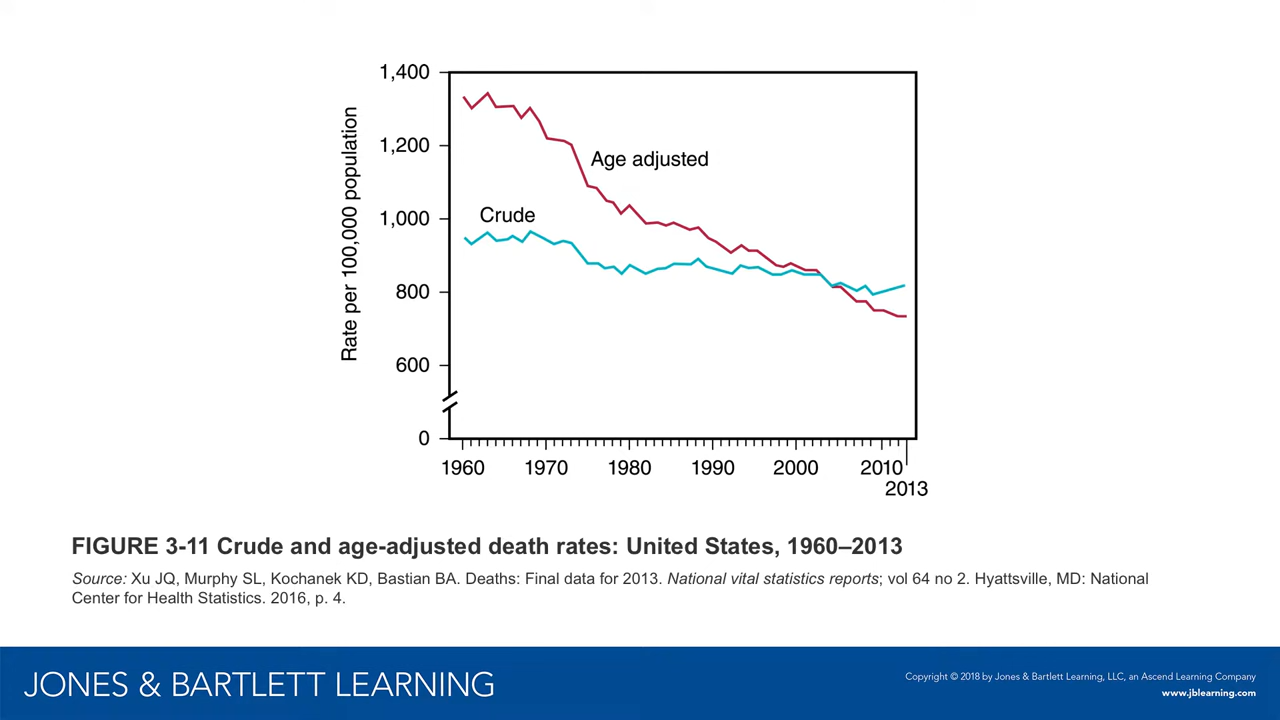 1,400
1,200
1,000
800
600
0
Rate per 100,000 population
Age adjusted
Crude
1960 1970 1980 1990 2000 2010
2013
FIGURE 3-11 Crude and age-adjusted death rates: United States, 1960–2013
Source: Xu JQ, Murphy SL, Kochanek KD, Bastian BA. Deaths: Final data for 2013. National vital statistics reports; vol 64 no 2. Hyattsville, MD: National
Center for Health Statistics. 2016, p. 4.
JONES & BARTLETT LEARNING
Copyright © 2018 by Jones & Bartlett Learning, LLC, an Ascend Learning Company
www.jblearning.com